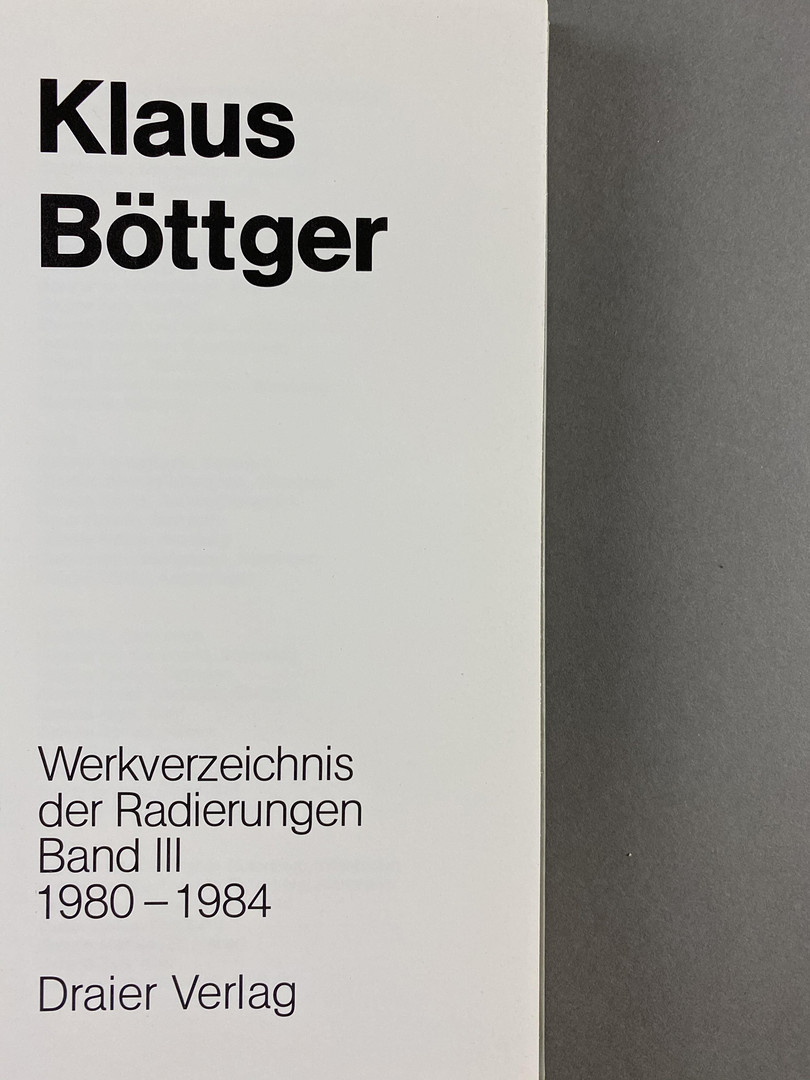 Klaus
Böttger
Werkverzeichnis
der Radierungen
Band III
1980 – 1984
Draier Verlag